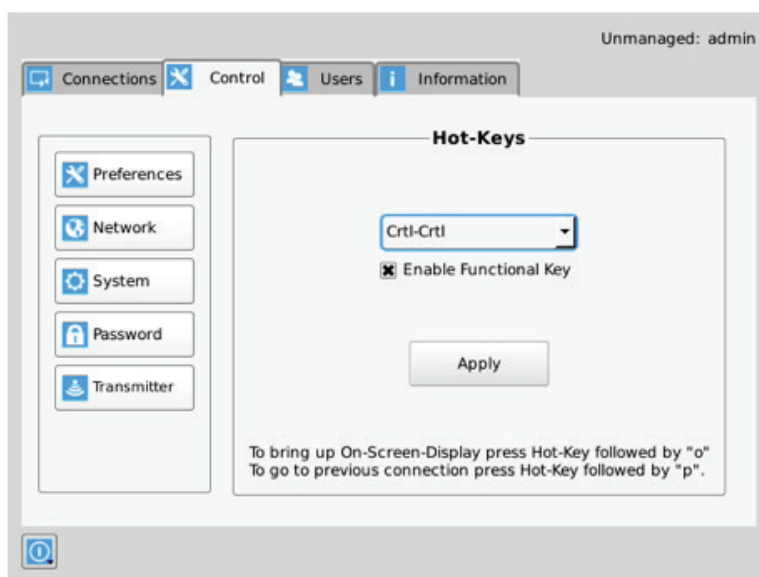 Unmanaged: admin
Connections Control Users Information
Hot-Keys
Preferences
Network
System
Password
Transmitter
Crtl-Crtl
Enable Functional Key
Apply
To bring up On-Screen-Display press Hot-Key followed by "o"
To go to previous connection press Hot-Key followed by "p".